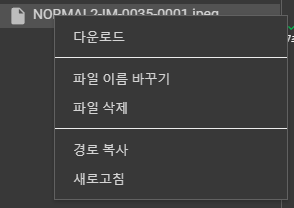 NORMAL2-IM-0035-0001.jpeg
다운로드
파일 이름 바꾸기
파일 삭제
경로 복사
새로고침